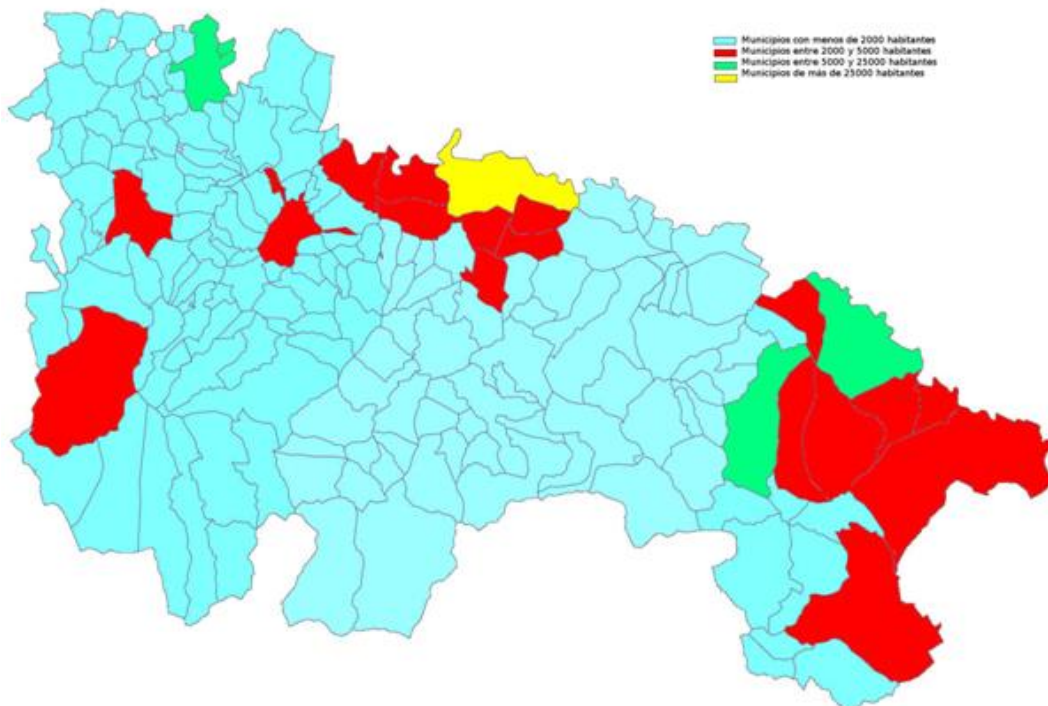 Municipios con menos de 2000 habitantes
Municipios entre 2000 y 5000 habitantes
Municipios entre 5000 y 25000 habitantes
Municipios de más de 25000 habitantes